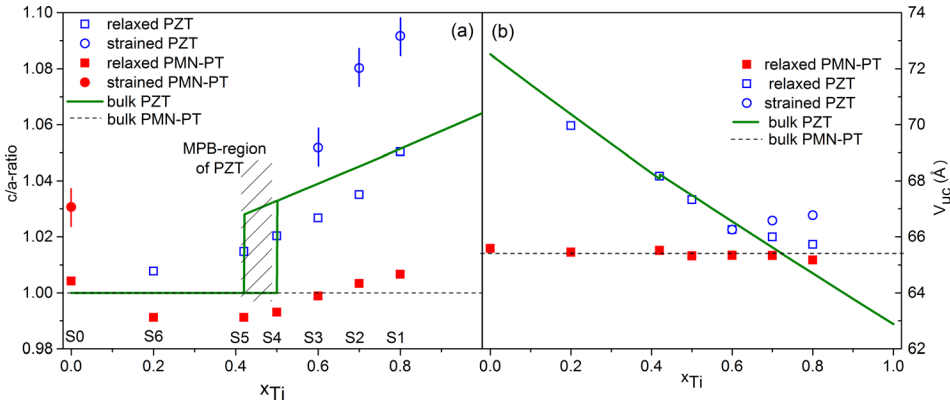 1.10
1.08
1.06
1.04
1.02
1.00
0.98
c/a-ratio
relaxed PZT
strained PZT
relaxed PMN-PT
strained PMN-PT
bulk PZT
bulk PMN-PT
(a)
MPB-region
of PZT
S0
S6
S5
S4
S3
S2
S1
0.0
0.2
0.4
0.6
0.8
xTi
(b)
relaxed PMN-PT
relaxed PZT
strained PZT
bulk PZT
bulk PMN-PT
0.0
0.2
0.4
0.6
0.8
1.0
xTi
74
72
70
68
66
64
62
Vuc (Å)